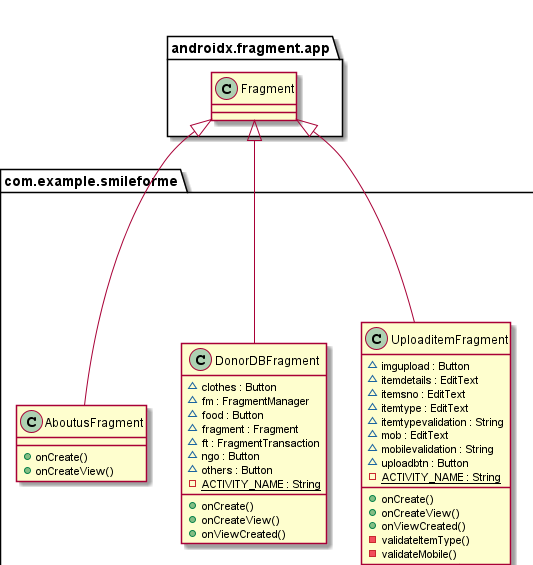 androidx.fragment.app
C Fragment
com.example.smileforme
C AboutusFragment
onCreate()
onCreateView()
C DonorDBFragment
clothes : Button
fm : FragmentManager
food : Button
fragment : Fragment
ft : FragmentTransaction
ngo : Button
others : Button
ACTIVITY_NAME : String
onCreate()
onCreateView()
onViewCreated()
C UploaditemFragment
imgupload : Button
itemdetails : EditText
itemsno : EditText
itemtype : EditText
itemtypevalidation : String
mob : EditText
mobilevalidation : String
uploadbtn : Button
ACTIVITY_NAME : String
onCreate()
onCreateView()
onViewCreated()
validateItemType()
validateMobile()